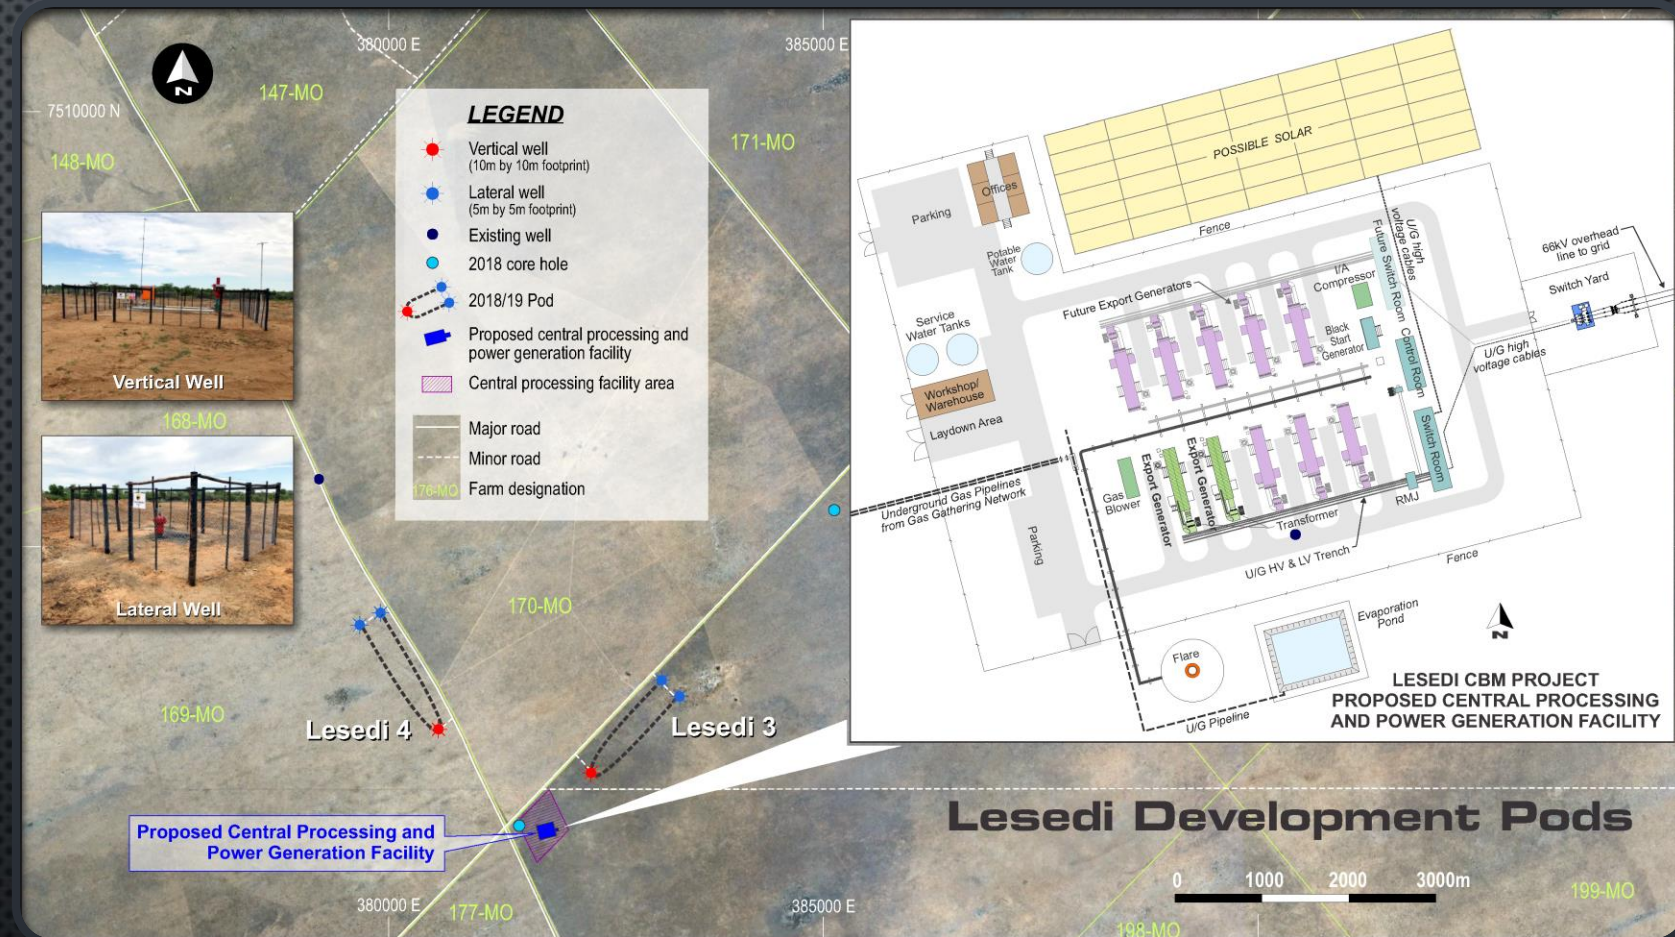 380000 E
385000 E
7510000 N
147-MO
148-MO
171-MO
168-MO
170-MO
169-MO
177-MO
198-MO
199-MO
380000 E
385000 E
N
LEGEND
Vertical well
(10m by 10m footprint)
Lateral well
(5m by 5m footprint)
Existing well
2018 core hole
2018/19 Pod
Proposed central processing and
power generation facility
Central processing facility area
Major road
Minor road
176-MO Farm designation
Vertical Well
Lateral Well
Lesedi 4
Lesedi 3
Proposed Central Processing and
Power Generation Facility
POSSIBLE SOLAR
Offices
Parking
Potable
Water
Tank
Fence
Service
Water Tanks
Workshop/
Warehouse
Laydown Area
Future Export Generators
I/A
Compressor
Black
Start
Generator
Future Switch Room
Control Room
Switch Room
U/G high
voltage cables
66kV overhead
line to grid
Switch Yard
U/G high
voltage cables
Underground Gas Pipelines
from Gas Gathering Network
Parking
Gas
Blower
Export Generator
Export Generator
Transformer
RMJ
U/G HV & LV Trench
Fence
Flare
Evaporation
Pond
U/G Pipeline
N
LESEDI CBM PROJECT
PROPOSED CENTRAL PROCESSING
AND POWER GENERATION FACILITY
Lesedi Development Pods
0 1000 2000 3000m